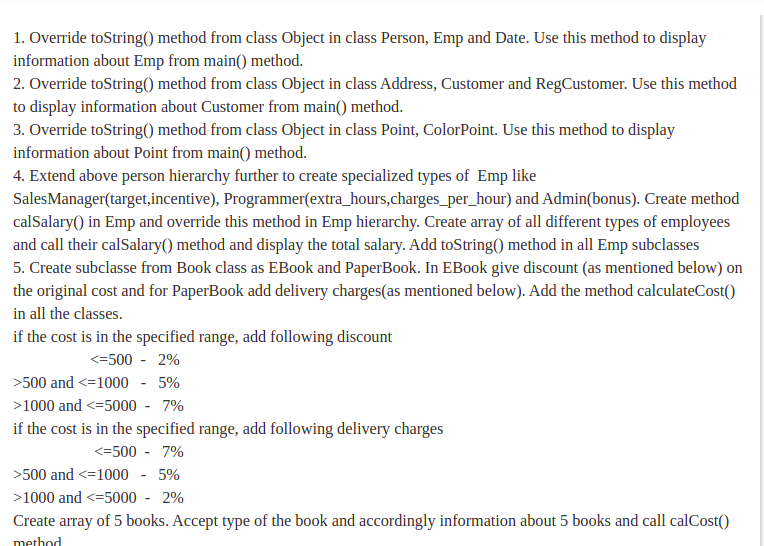 1. Override toString() method from class Object in class Person, Emp and Date. Use this method to display
information about Emp from main() method.
2. Override toString() method from class Object in class Address, Customer and RegCustomer. Use this method
to display information about Customer from main() method.
3. Override toString() method from class Object in class Point, ColorPoint. Use this method to display
information about Point from main() method.
4. Extend above person hierarchy further to create specialized types of  Emp like
SalesManager(target,incentive), Programmer(extra_hours,charges_per_hour) and Admin(bonus). Create method
calSalary() in Emp and override this method in Emp hierarchy. Create array of all different types of employees
and call their calSalary() method and display the total salary. Add toString() method in all Emp subclasses
5. Create subclasse from Book class as EBook and PaperBook. In EBook give discount (as mentioned below) on
the original cost and for PaperBook add delivery charges(as mentioned below). Add the method calculateCost()
in all the classes.
if the cost is in the specified range, add following discount
<=500 - 2%
>500 and <=1000 - 5%
>1000 and <=5000 - 7%
if the cost is in the specified range, add following delivery charges
<=500 - 7%
>500 and <=1000 - 5%
>1000 and <=5000 - 2%
Create array of 5 books. Accept type of the book and accordingly information about 5 books and call calCost()
method